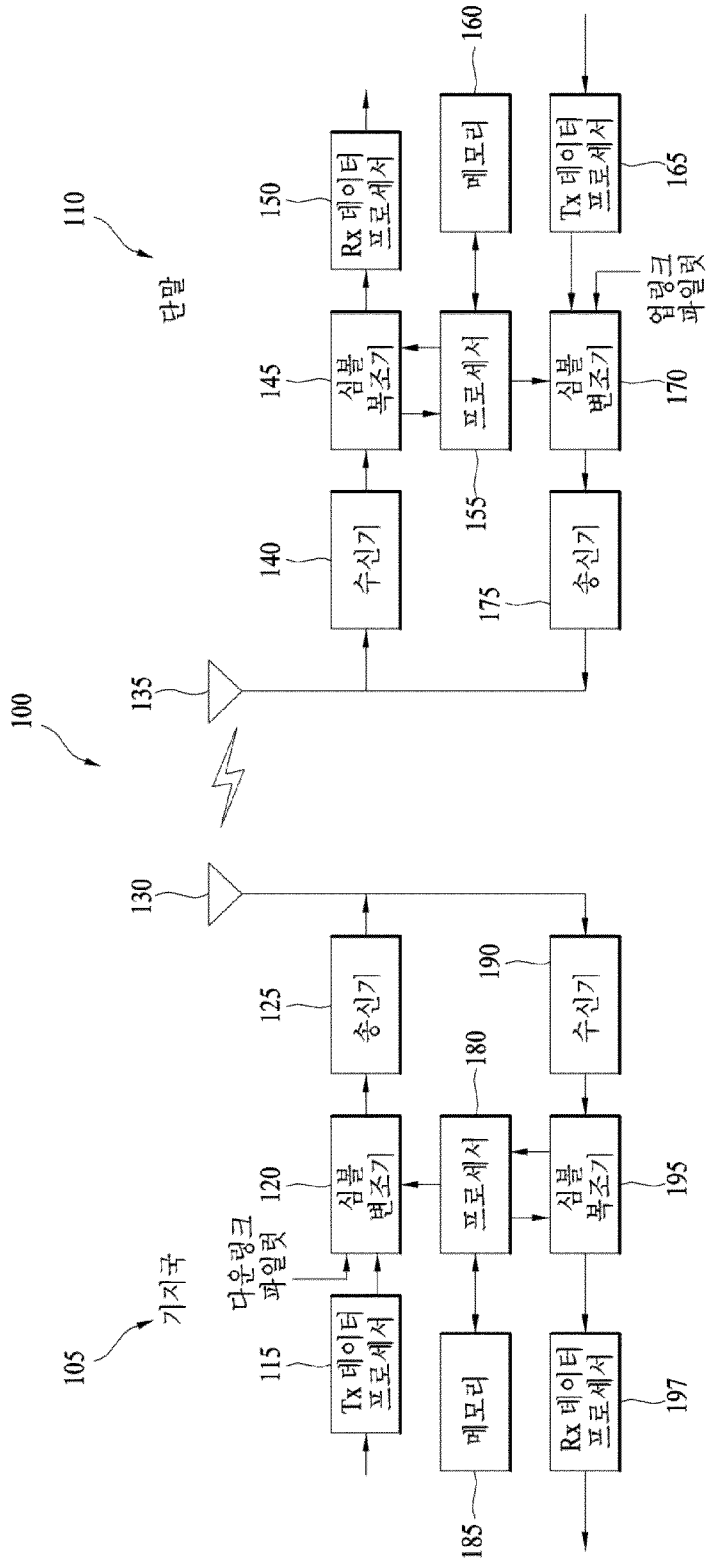 100
105
기지국
110
단말
115
Tx 데이터
프로세서
다운링크
파일럿
120
심볼
변조기
125
송신기
130
135
140
수신기
145
심볼
복조기
150
Rx 데이터
프로세서
185
메모리
180
프로세서
155
프로세서
160
메모리
197
Rx 데이터
프로세서
195
심볼
복조기
190
수신기
175
송신기
170
심볼
변조기
업링크
파일럿
165
Tx 데이터
프로세서